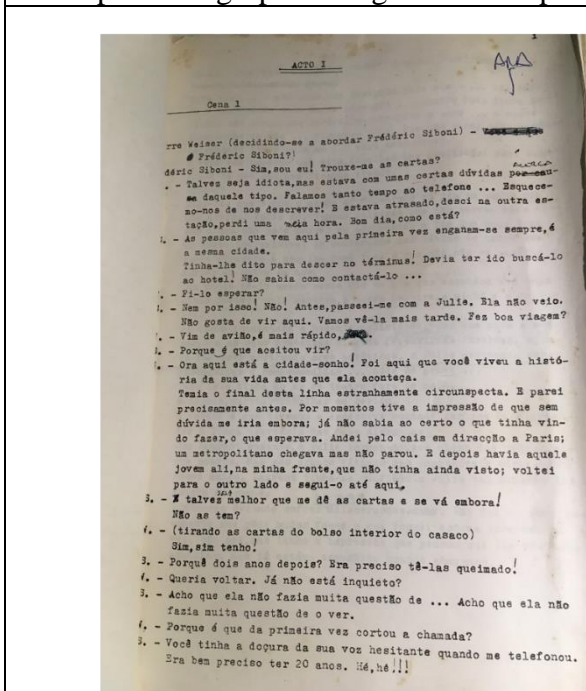 ACTO I
Cena 1
rre Weiser (decidindo-se a abordar Frédéric Siboni) -
Fréderic Siboni?!
déric Siboni - Sim, sou eu! Trouxe-me as cartas?
. - Talvez seja idiota, mas estava com umas certas dúvidas acerca
daquele tipo. Falamos tanto tempo ao telefone ... Esquece-
mo-nos de nos descrever! E estava atrasado, desci na outra es-
tação, perdi uma meia hora. Bom dia, como está?
. - As pessoas que vem aqui pela primeira vez enganam-se sempre, é
a mesma cidade.
Tinha-lhe dito para descer no términus! Devia ter ido buscá-lo
ao hotel! Não sabia como contactá-lo ...
. - Fi-lo esperar?
. - Nem por isso! Não! Antes, passeei-me com a Julie. Ela não veio.
Não gosta de vir aqui. Vamos vê-la mais tarde. Fez boa viagem?
. - Vim de avião, é mais rápido,
. - Porque é que aceitou vir?
. - Ora aqui está a cidade-sonho! Foi aqui que você viveu a histó-
ria da sua vida antes que ela aconteça.
Temia o final desta linha estranhamente circunspecta. E parei
precisamente antes. Por momentos tive a impressão de que sem
dúvida me iria embora; já não sabia ao certo o que tinha vin-
do fazer, o que esperava. Andei pelo cais em direcção a Paris;
um metropolitano chegava mas não parou. E depois havia aquele
jovem ali, na minha frente, que não tinha ainda visto; voltei
para o outro lado e segui-o até aqui.
S. - talvez seja melhor que me dê as cartas e se vá embora!
Não as tem?
. - (tirando as cartas do bolso interior do casaco)
Sim, sim tenho!
S. - Porquê dois anos depois? Era preciso tê-las queimado!
. - Queria voltar. Já não está inquieto?
S. - Acho que ela não fazia muita questão de ... Acho que ela não
fazia muita questão de o ver.
. - Porque é que da primeira vez cortou a chamada?
S. - Você tinha a doçura da sua voz hesitante quando me telefonou.
Era bem preciso ter 20 anos. Hé, hé!!!